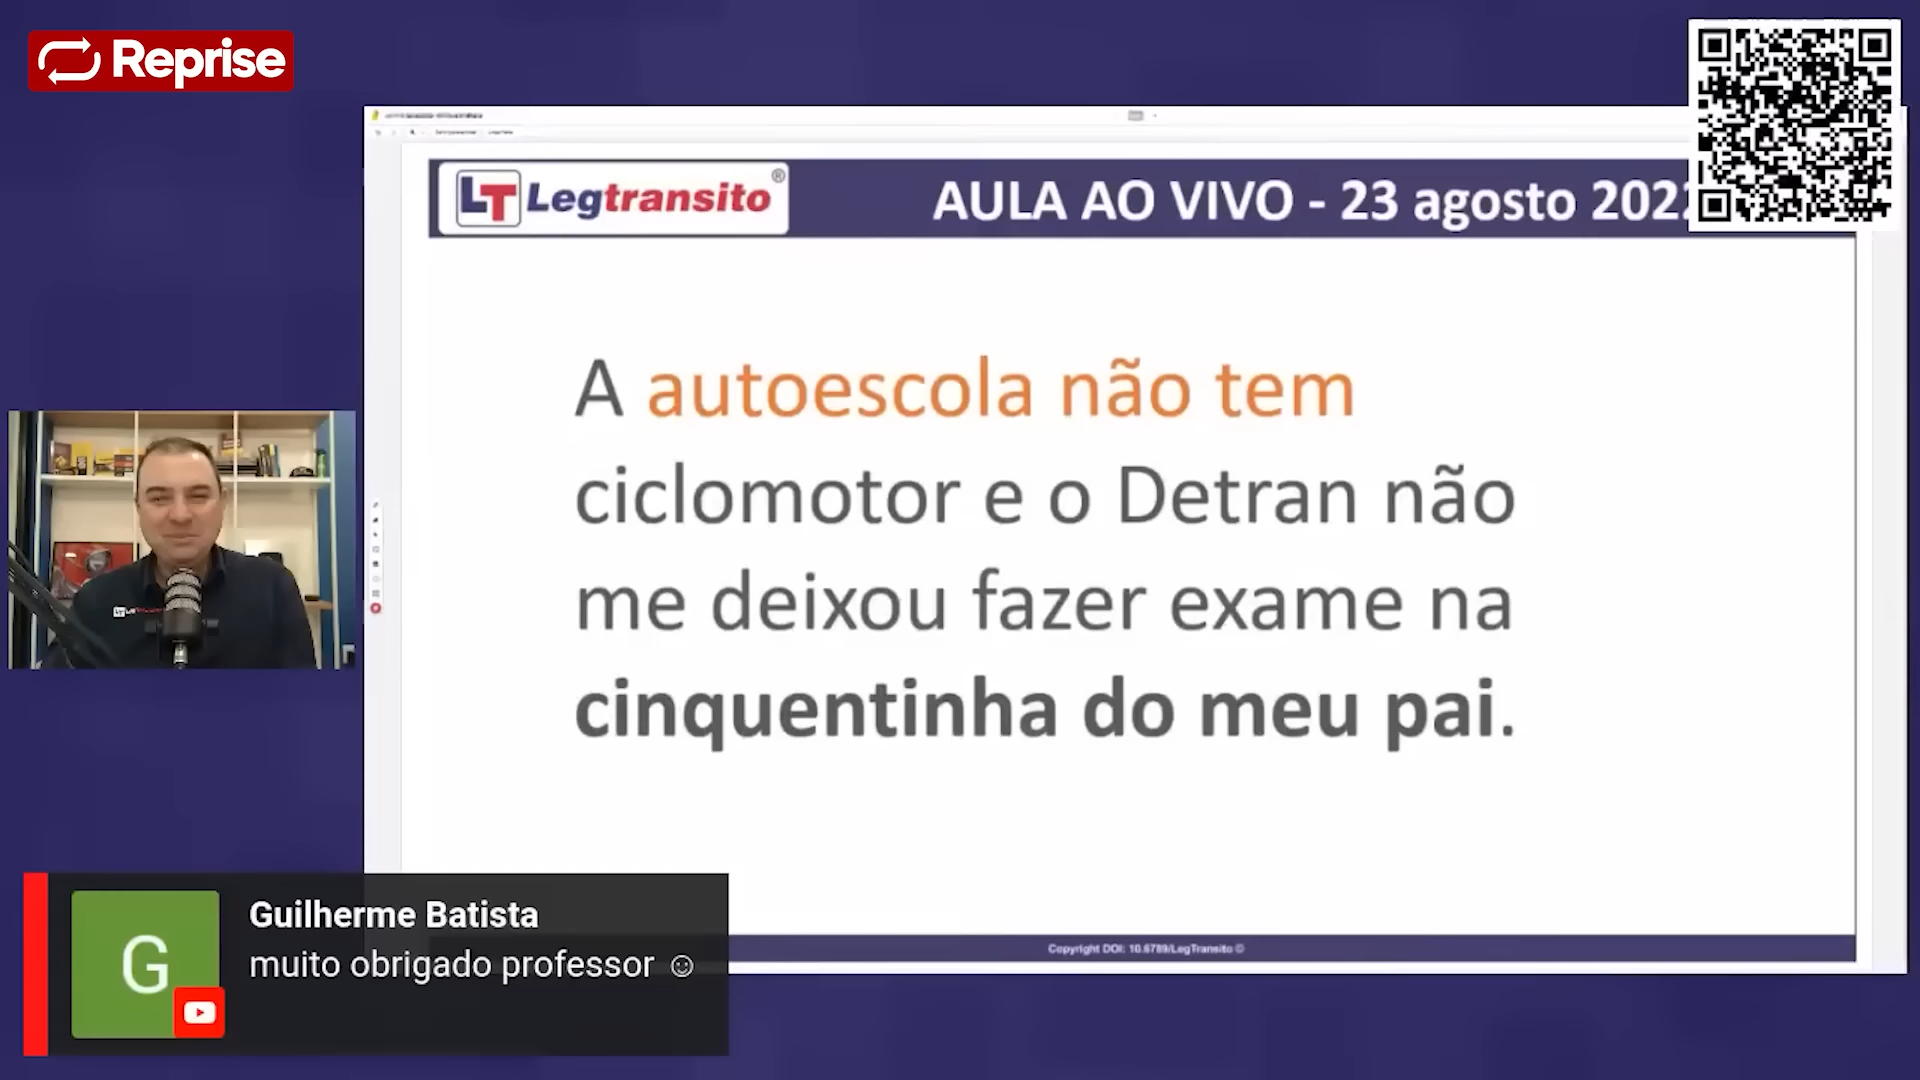 Reprise
LT Legtransito®
AULA AO VIVO - 23 agosto 2022
A autoescola não tem
ciclomotor e o Detran não
me deixou fazer exame na
cinquentinha do meu pai.
Guilherme Batista
G
muito obrigado professor ☺
Copyright DOI: 10.6789/LegTransito ©